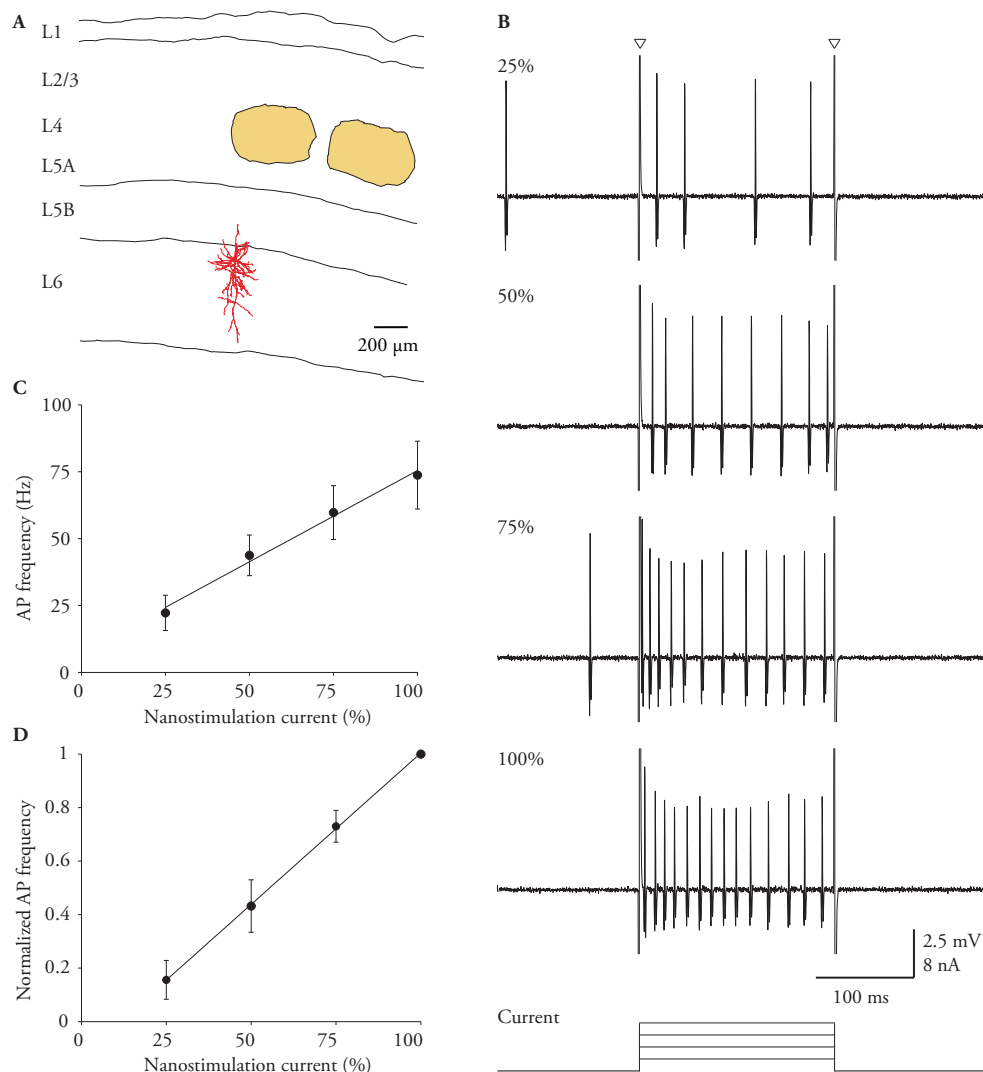 A
L1
L2/3
L4
L5A
L5B
L6
200 µm
B
25%
50%
75%
100%
2.5 mV
8 nA
100 ms
Current
C
100
75
50
25
0
AP frequency (Hz)
0 25 50 75 100
Nanostimulation current (%)
D
1
0.8
0.6
0.4
0.2
0
Normalized AP frequency
0 25 50 75 100
Nanostimulation current (%)